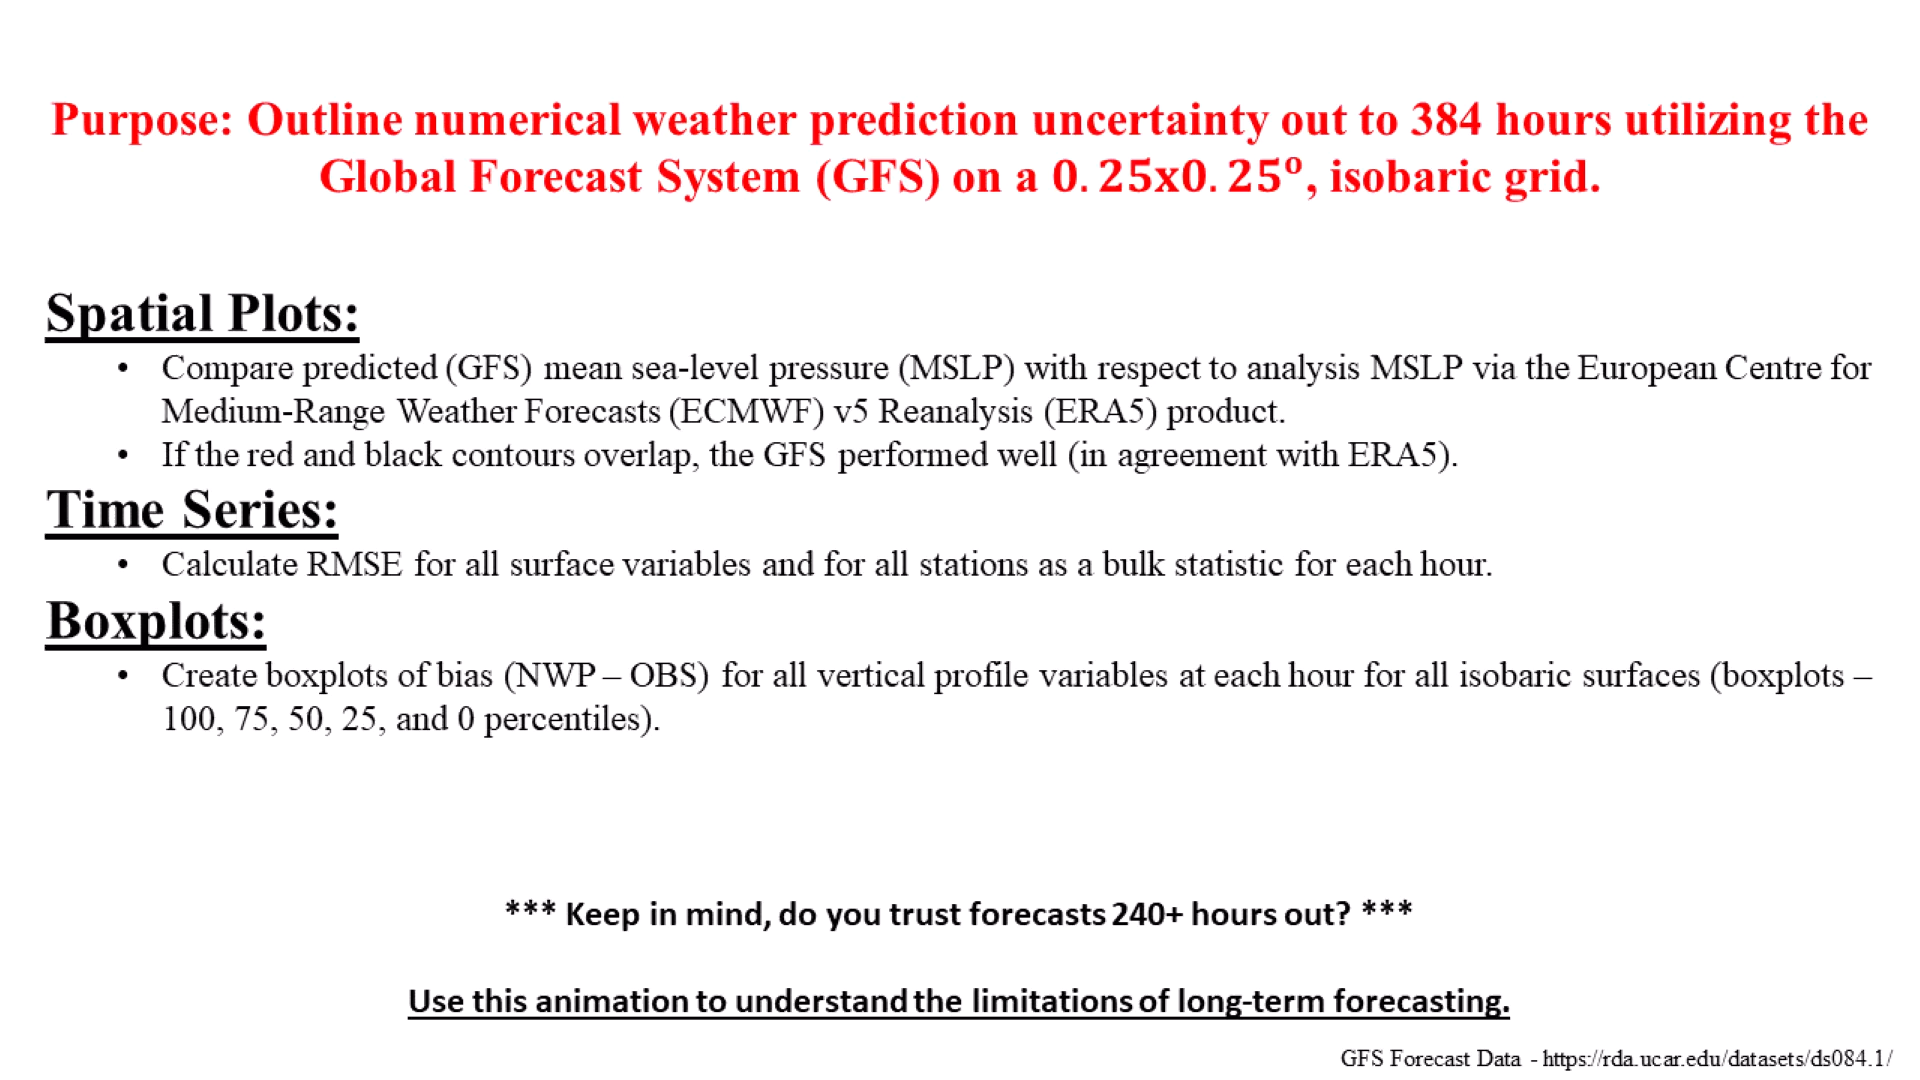 Purpose: Outline numerical weather prediction uncertainty out to 384 hours utilizing the
Global Forecast System (GFS) on a 0.25x0.25º, isobaric grid.
Spatial Plots:
• Compare predicted (GFS) mean sea-level pressure (MSLP) with respect to analysis MSLP via the European Centre for
Medium-Range Weather Forecasts (ECMWF) v5 Reanalysis (ERA5) product.
• If the red and black contours overlap, the GFS performed well (in agreement with ERA5).
Time Series:
• Calculate RMSE for all surface variables and for all stations as a bulk statistic for each hour.
Boxplots:
• Create boxplots of bias (NWP – OBS) for all vertical profile variables at each hour for all isobaric surfaces (boxplots –
100, 75, 50, 25, and 0 percentiles).
*** Keep in mind, do you trust forecasts 240+ hours out? ***
Use this animation to understand the limitations of long-term forecasting.
GFS Forecast Data - https://rda.ucar.edu/datasets/ds084.1/